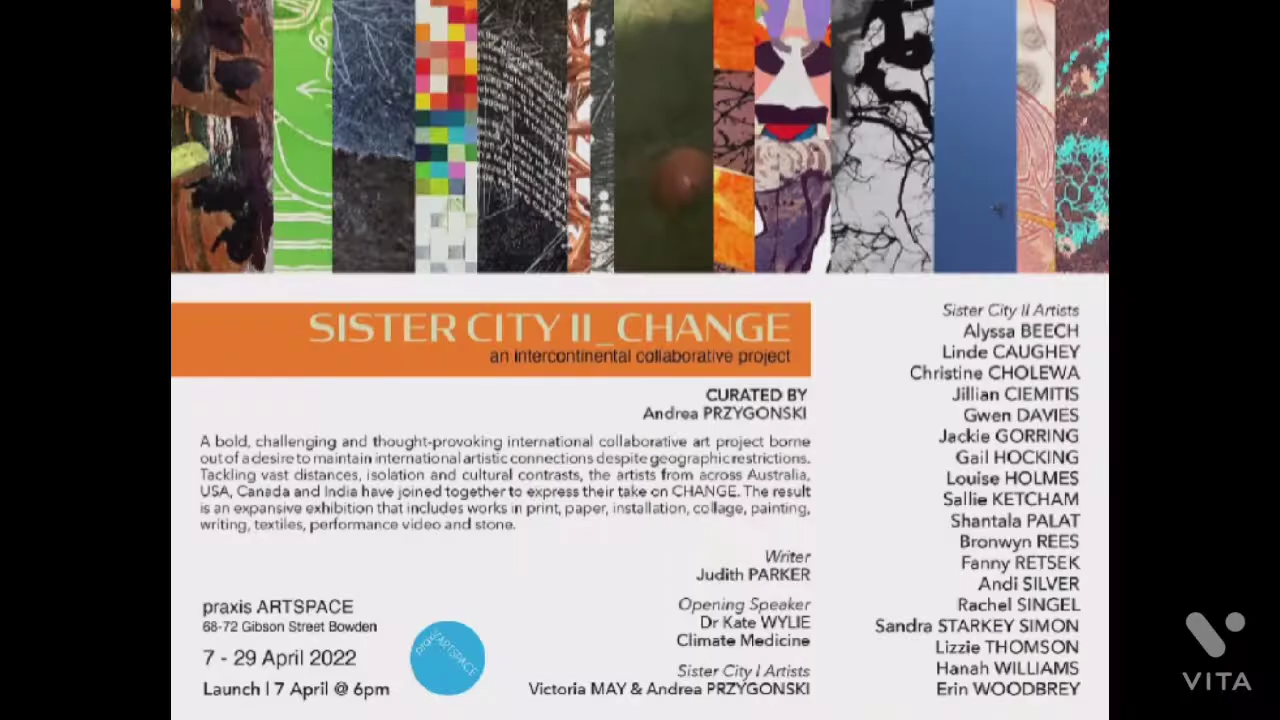 SISTER CITY II_CHANGE
an intercontinental collaborative project
CURATED BY
Andrea PRZYGONSKI
A bold, challenging and thought-provoking international collaborative art project borne
out of a desire to maintain international artistic connections despite geographic restrictions.
Tackling vast distances, isolation and cultural contrasts, the artists from across Australia,
USA, Canada and India have joined together to express their take on CHANGE. The result
is an expansive exhibition that includes works in print, paper, installation, collage, painting,
writing, textiles, performance video and stone.
Writer
Judith PARKER
Opening Speaker
Dr Kate WYLIE
Climate Medicine
Sister City I Artists
Victoria MAY & Andrea PRZYGONSKI
praxis ARTSPACE
68-72 Gibson Street Bowden
7 - 29 April 2022
Launch | 7 April @ 6pm
praxis ARTSPACE
Sister City II Artists
Alyssa BEECH
Linde CAUGHEY
Christine CHOLEWA
Jillian CIEMITIS
Gwen DAVIES
Jackie GORRING
Gail HOCKING
Louise HOLMES
Sallie KETCHAM
Shantala PALAT
Bronwyn REES
Fanny RETSEK
Andi SILVER
Rachel SINGEL
Sandra STARKEY SIMON
Lizzie THOMSON
Hanah WILLIAMS
Erin WOODBREY
VITA